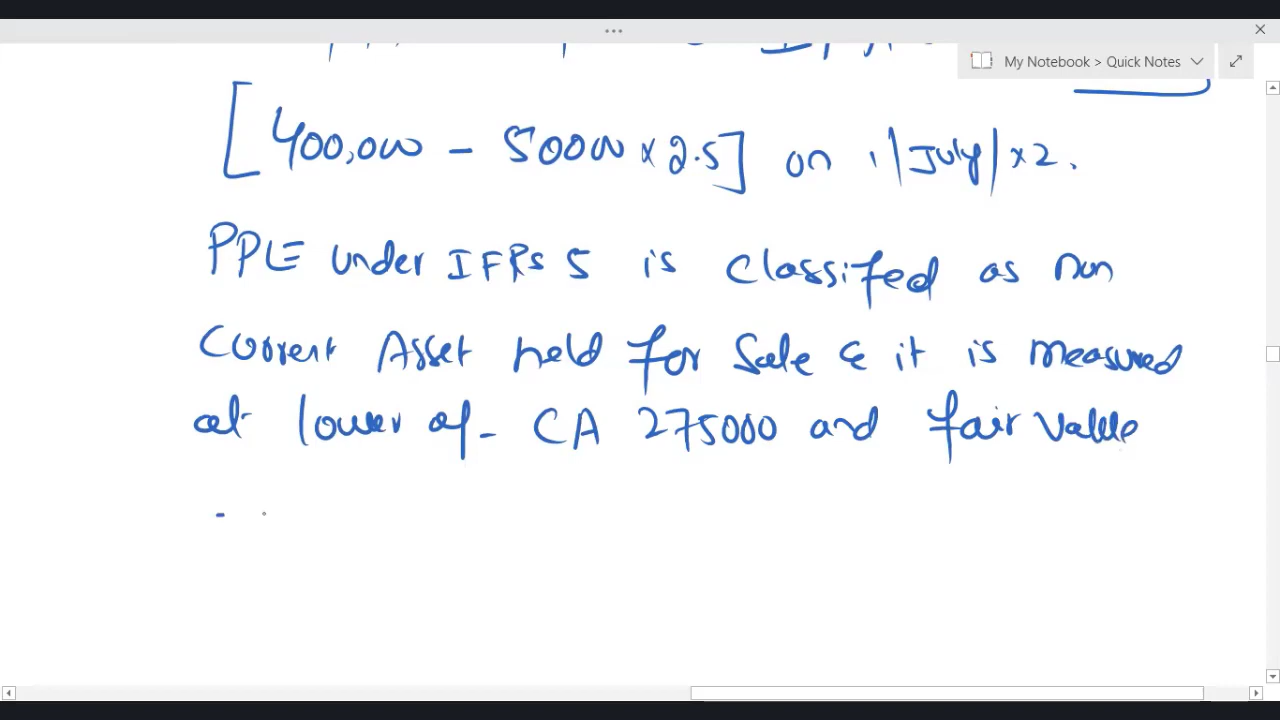 My Notebook > Quick Notes
[400,000 - 50000 x 2.5] on 1/July/x2.
PPE under IFRS 5 is classified as non
Current Asset held for Sale & it is measured
at lower of - CA 275000 and fair value
-